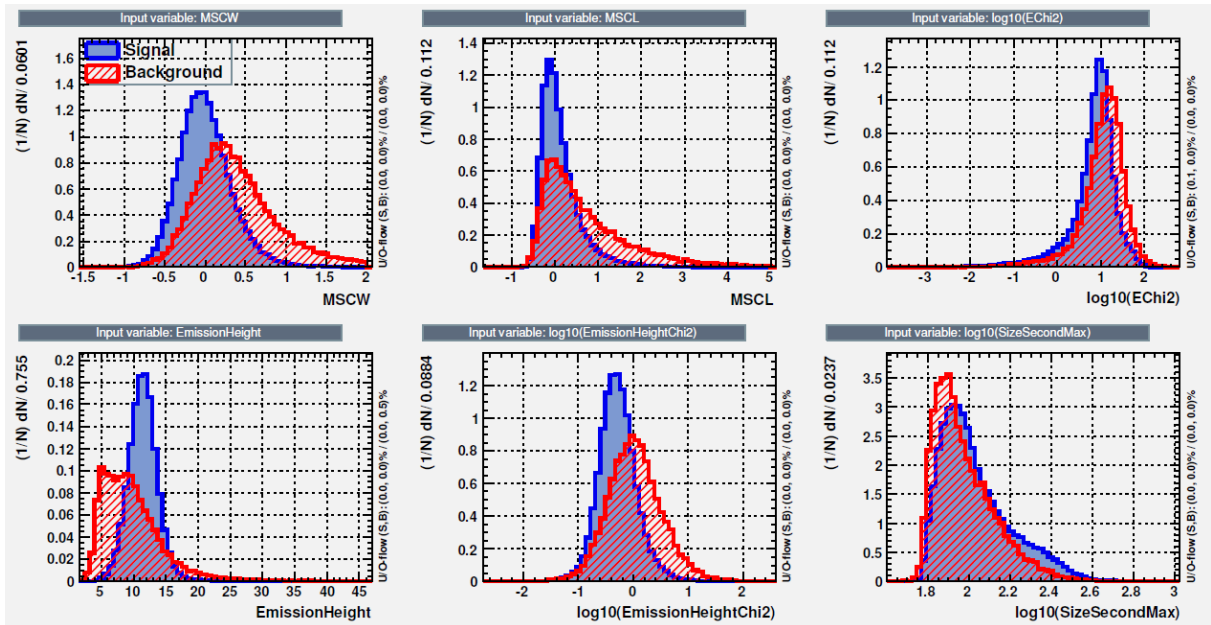 Input variable: MSCW
(1/N) dN/ 0.0601
1.6
1.4
1.2
1
0.8
0.6
0.4
0.2
0
Signal
Background
-1.5 -1 -0.5 0 0.5 1 1.5 2
MSCW
U/O-flow (S,B): (0.0, 0.0)% / (0.0, 0.0)%
Input variable: MSCL
(1/N) dN/ 0.112
1.4
1.2
1
0.8
0.6
0.4
0.2
0
-1 0 1 2 3 4 5
MSCL
U/O-flow (S,B): (0.0, 0.0)% / (0.0, 0.0)%
Input variable: log10(EChi2)
(1/N) dN/ 0.112
1.2
1
0.8
0.6
0.4
0.2
0
-3 -2 -1 0 1 2
log10(EChi2)
U/O-flow (S,B): (0.1, 0.0)% / (0.0, 0.0)%
Input variable: EmissionHeight
(1/N) dN/ 0.755
0.2
0.18
0.16
0.14
0.12
0.1
0.08
0.06
0.04
0.02
0
5 10 15 20 25 30 35 40 45
EmissionHeight
U/O-flow (S,B): (0.0, 0.0)% / (0.0, 0.5)%
Input variable: log10(EmissionHeightChi2)
(1/N) dN/ 0.0884
1.2
1
0.8
0.6
0.4
0.2
0
-2 -1 0 1 2
log10(EmissionHeightChi2)
U/O-flow (S,B): (0.0, 0.0)% / (0.0, 0.0)%
Input variable: log10(SizeSecondMax)
(1/N) dN/ 0.0237
3.5
3
2.5
2
1.5
1
0.5
0
1.8 2 2.2 2.4 2.6 2.8 3
log10(SizeSecondMax)
U/O-flow (S,B): (0.0, 0.0)% / (0.0, 0.0)%